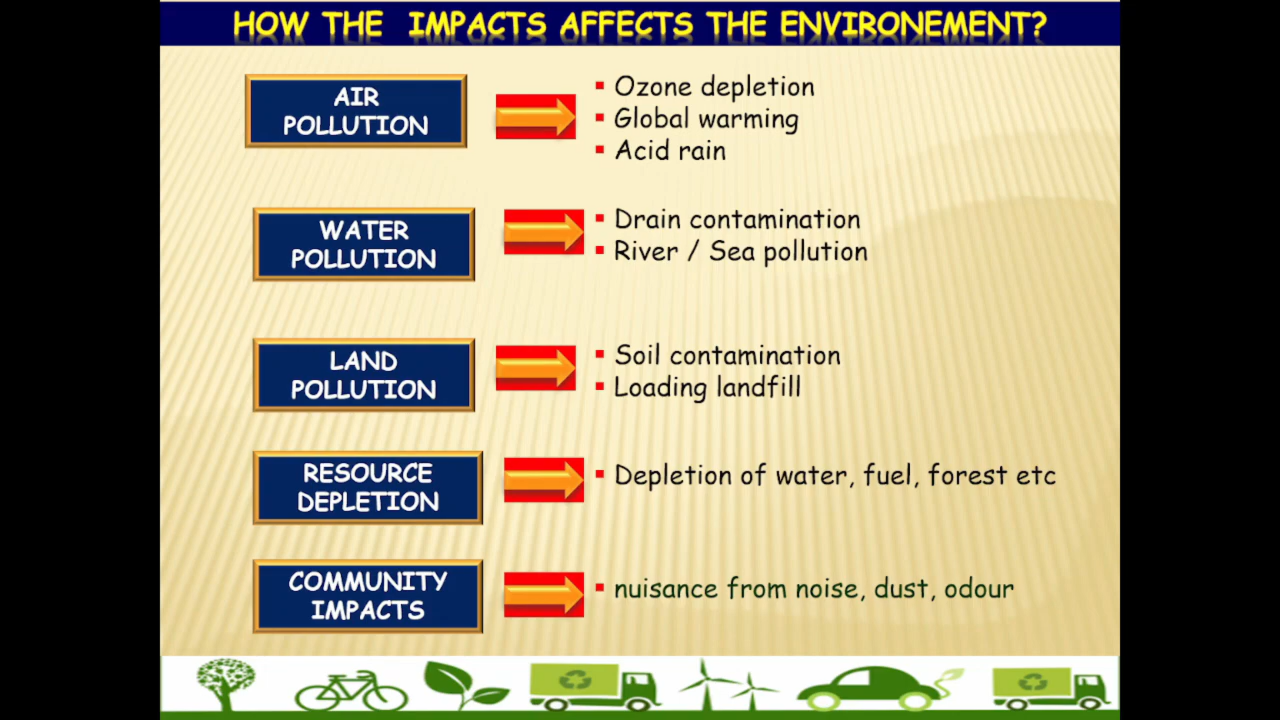 HOW THE IMPACTS AFFECTS THE ENVIRONEMENT?
AIR
POLLUTION
▪ Ozone depletion
▪ Global warming
▪ Acid rain
WATER
POLLUTION
▪ Drain contamination
▪ River / Sea pollution
LAND
POLLUTION
▪ Soil contamination
▪ Loading landfill
RESOURCE
DEPLETION
▪ Depletion of water, fuel, forest etc
COMMUNITY
IMPACTS
▪ nuisance from noise, dust, odour